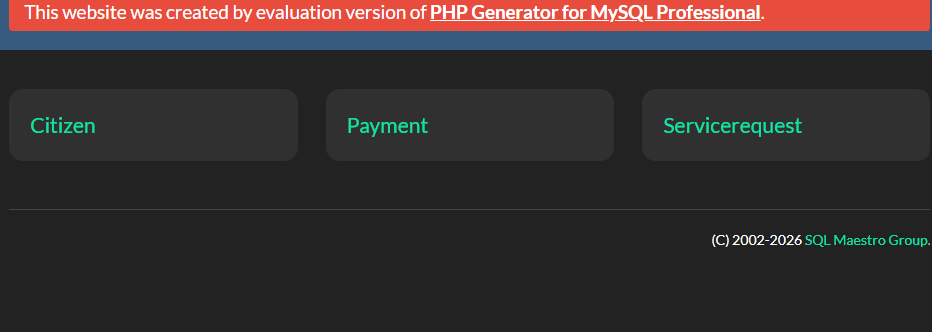 This website was created by evaluation version of PHP Generator for MySQL Professional.
Citizen
Payment
Servicerequest
(C) 2002-2026 SQL Maestro Group.